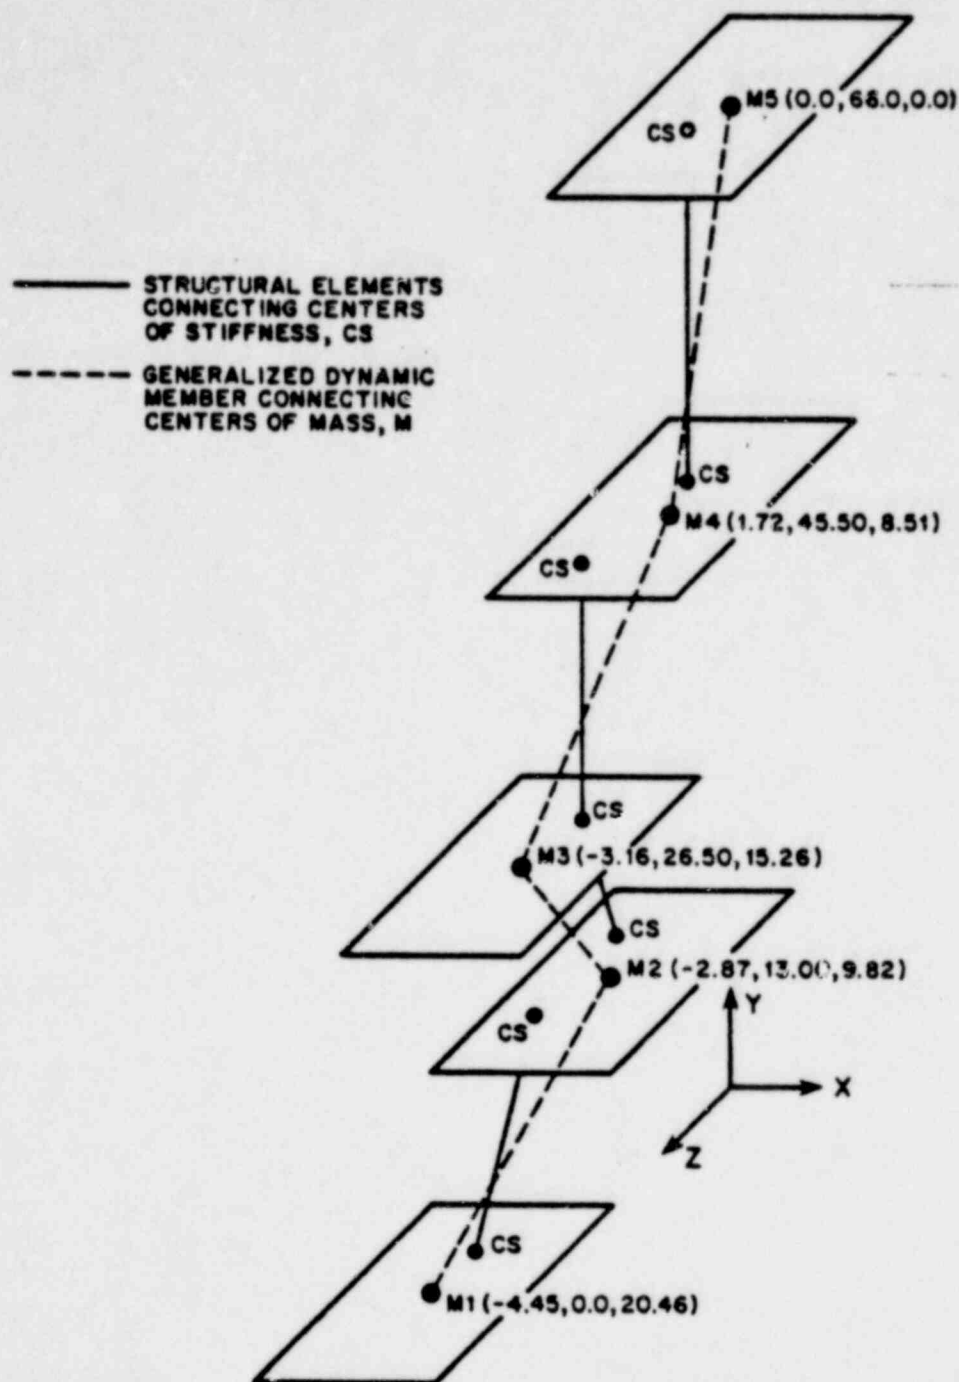 M5 (0.0,68.0,0.0)
CS
STRUCTURAL ELEMENTS
CONNECTING CENTERS
OF STIFFNESS, CS
GENERALIZED DYNAMIC
MEMBER CONNECTING
CENTERS OF MASS, M
CS
M4 (1.72,45.50,8.51)
CS
CS
M3 (-3.16,26.50,15.26)
CS
M2 (-2.87,13.00,9.82)
CS
Y
X
Z
CS
M1 (-4.45,0.0,20.46)